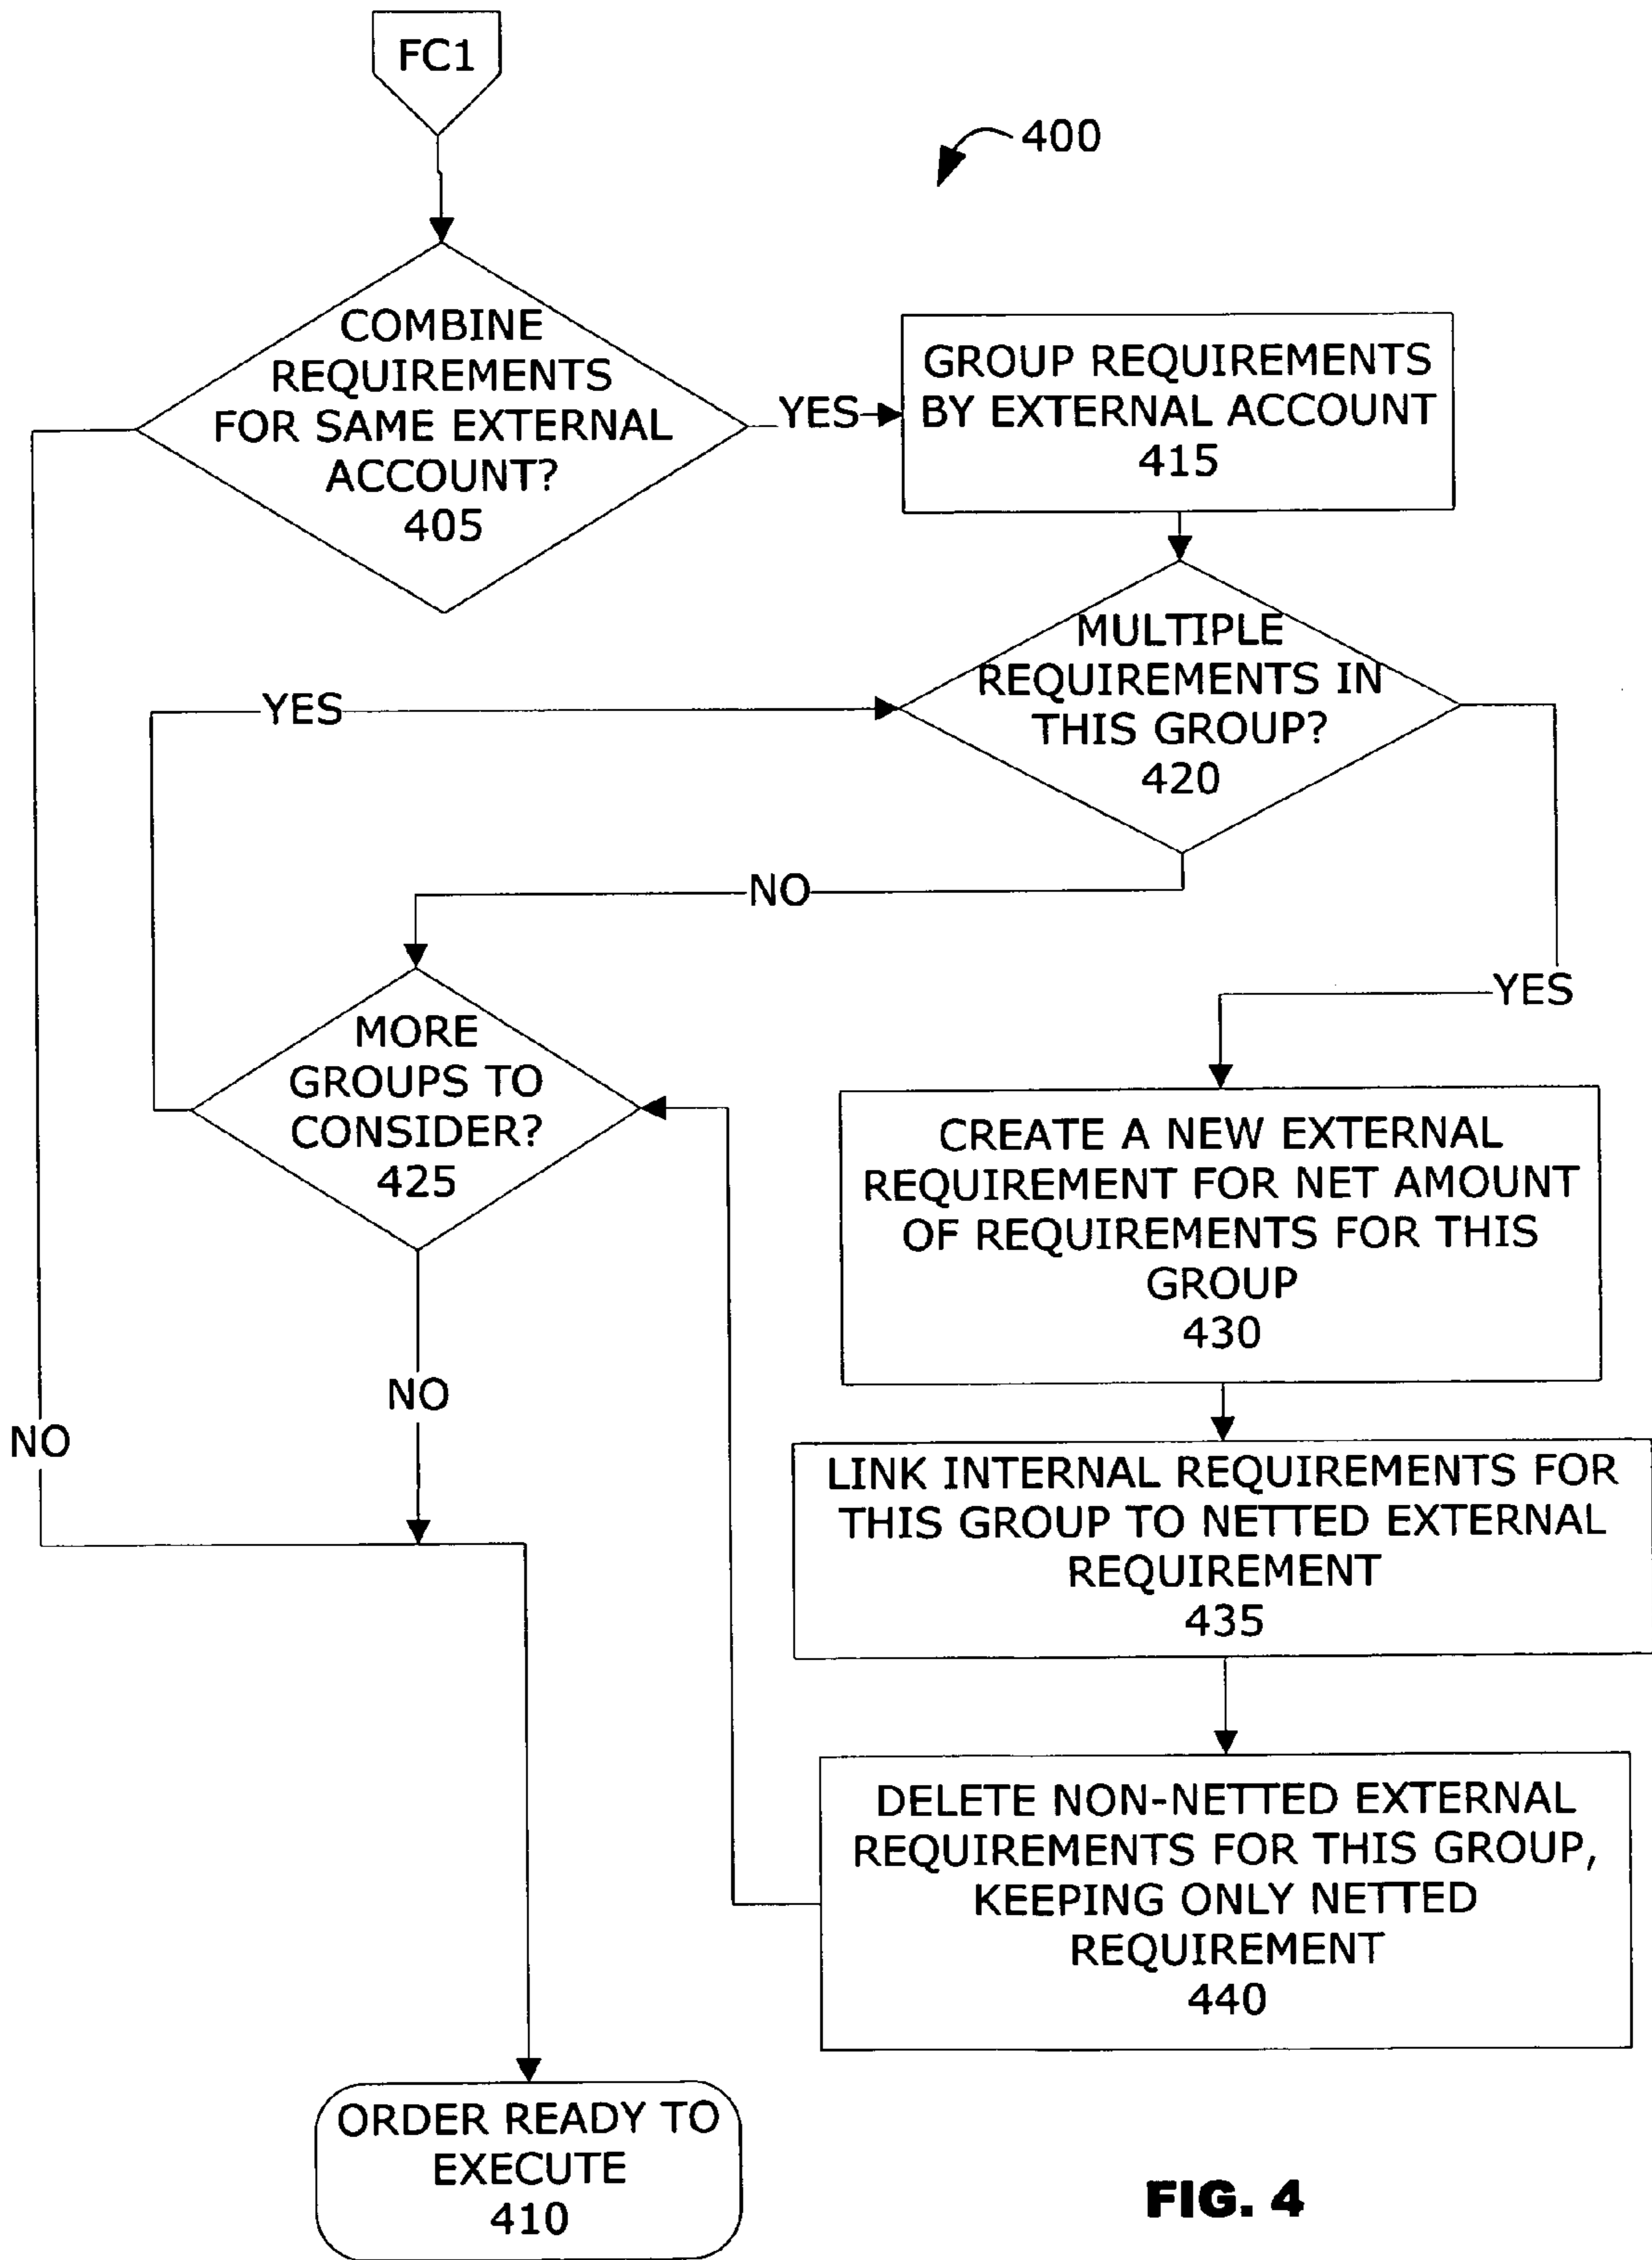 FC1
400
COMBINE
REQUIREMENTS
FOR SAME EXTERNAL
ACCOUNT?
405
YES
GROUP REQUIREMENTS
BY EXTERNAL ACCOUNT
415
MULTIPLE
REQUIREMENTS IN
THIS GROUP?
420
YES
NO
YES
MORE
GROUPS TO
CONSIDER?
425
CREATE A NEW EXTERNAL
REQUIREMENT FOR NET AMOUNT
OF REQUIREMENTS FOR THIS
GROUP
430
NO
NO
LINK INTERNAL REQUIREMENTS FOR
THIS GROUP TO NETTED EXTERNAL
REQUIREMENT
435
DELETE NON-NETTED EXTERNAL
REQUIREMENTS FOR THIS GROUP,
KEEPING ONLY NETTED
REQUIREMENT
440
ORDER READY TO
EXECUTE
410
FIG. 4